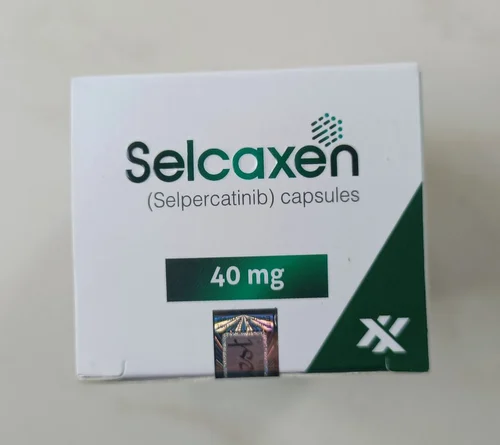 Selcaxen
(Selpercatinib) capsules
40 mg